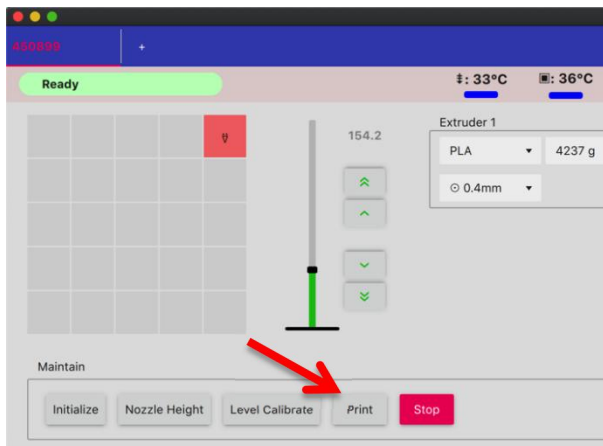 460899 +
Ready ⇟: 33°C ▣: 36°C
Extruder 1
154.2
PLA 4237 g
⊙ 0.4mm
Maintain
Initialize Nozzle Height Level Calibrate Print Stop